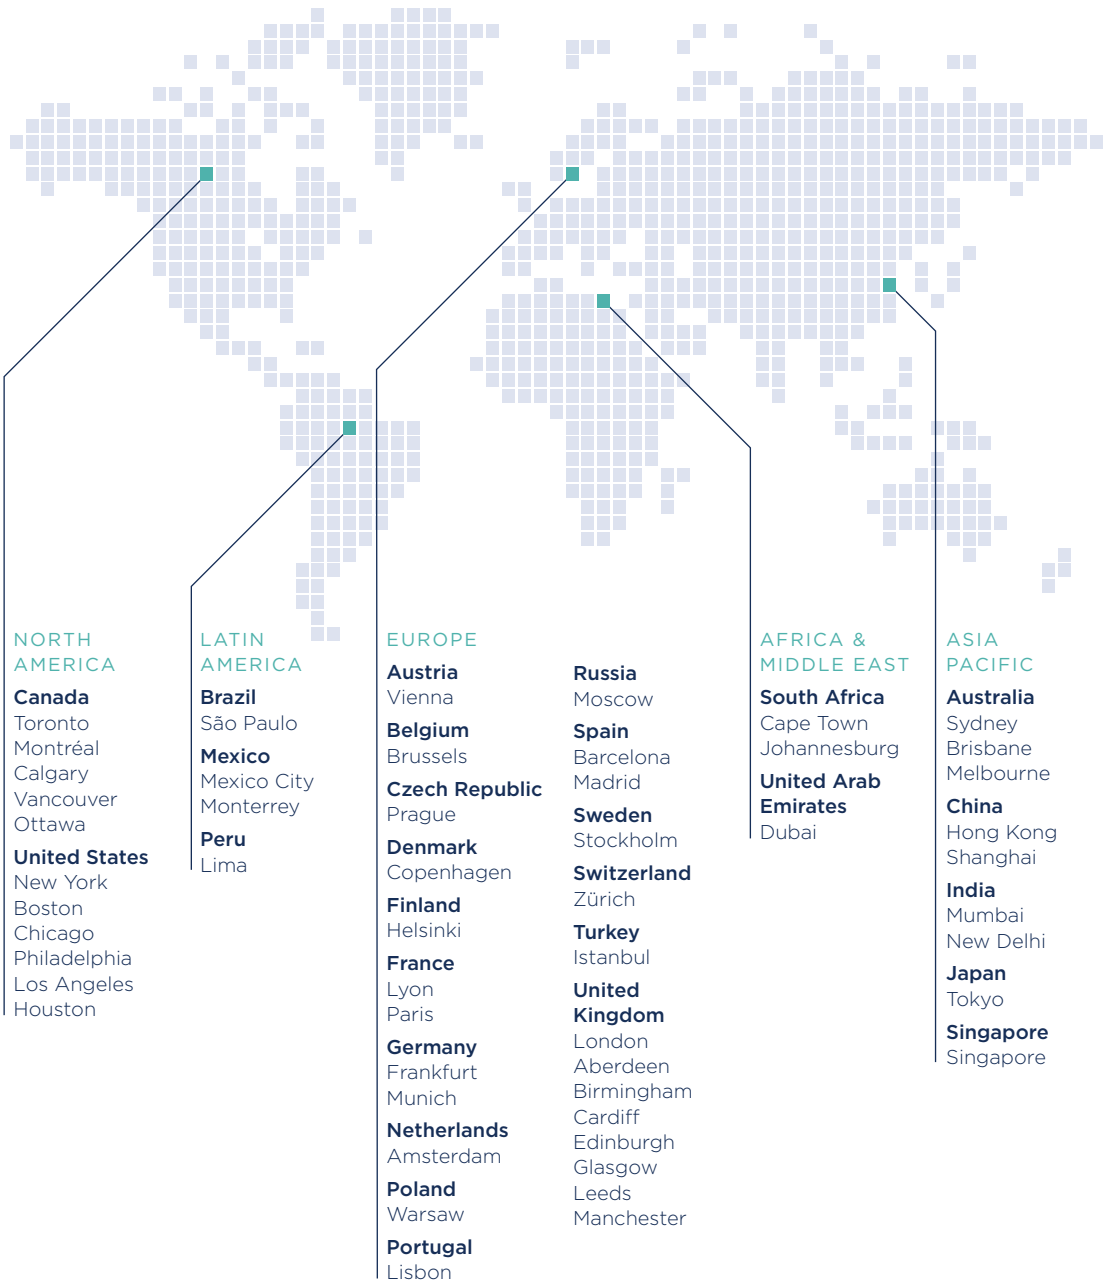 NORTH
AMERICA
Canada
Toronto
Montréal
Calgary
Vancouver
Ottawa
United States
New York
Boston
Chicago
Philadelphia
Los Angeles
Houston
LATIN
AMERICA
Brazil
São Paulo
Mexico
Mexico City
Monterrey
Peru
Lima
EUROPE
Austria
Vienna
Belgium
Brussels
Czech Republic
Prague
Denmark
Copenhagen
Finland
Helsinki
France
Lyon
Paris
Germany
Frankfurt
Munich
Netherlands
Amsterdam
Poland
Warsaw
Portugal
Lisbon
Russia
Moscow
Spain
Barcelona
Madrid
Sweden
Stockholm
Switzerland
Zürich
Turkey
Istanbul
United
Kingdom
London
Aberdeen
Birmingham
Cardiff
Edinburgh
Glasgow
Leeds
Manchester
AFRICA &
MIDDLE EAST
South Africa
Cape Town
Johannesburg
United Arab
Emirates
Dubai
ASIA
PACIFIC
Australia
Sydney
Brisbane
Melbourne
China
Hong Kong
Shanghai
India
Mumbai
New Delhi
Japan
Tokyo
Singapore
Singapore